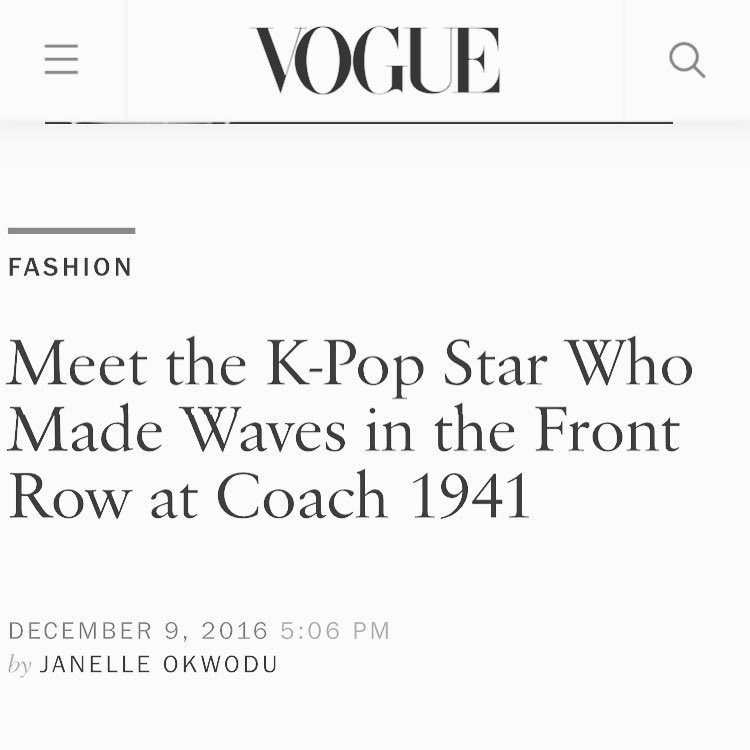 VOGUE
FASHION
Meet the K-Pop Star Who
Made Waves in the Front
Row at Coach 1941
DECEMBER 9, 2016 5:06 PM
by JANELLE OKWODU